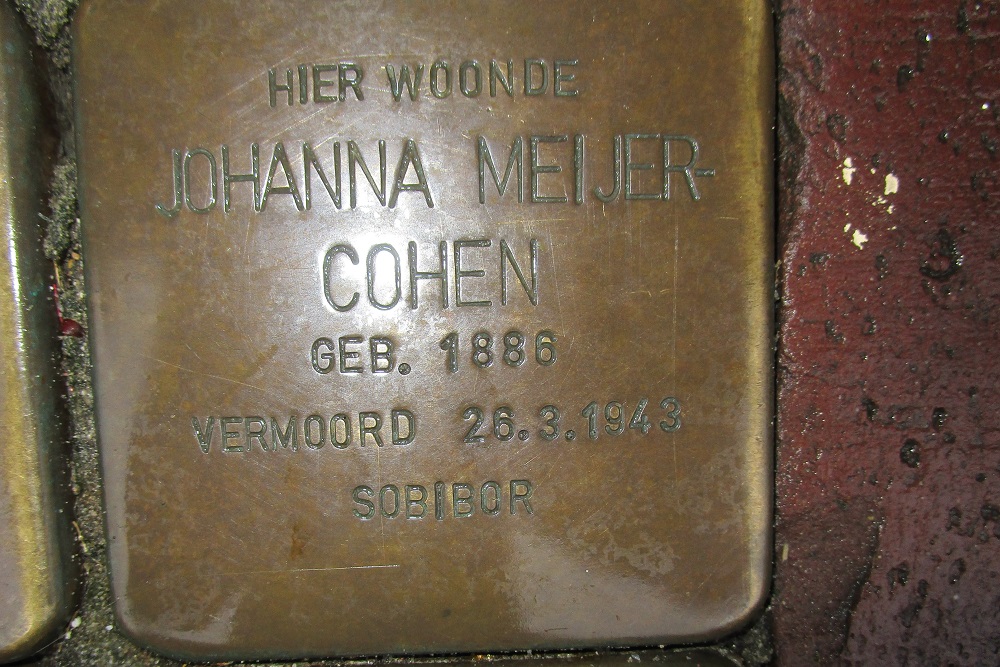 HIER WOONDE
JOHANNA MEIJER-
COHEN
GEB. 1886
VERMOORD 26.3.1943
SOBIBOR